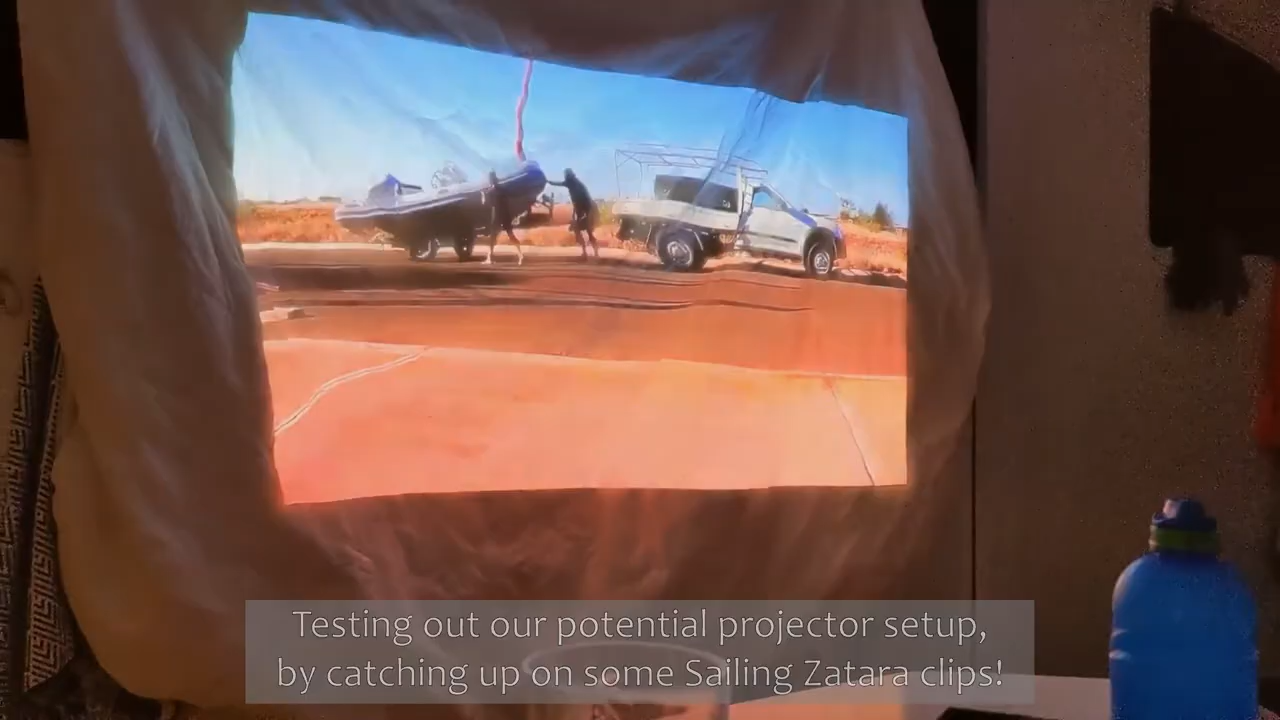 Testing out our potential projector setup,
by catching up on some Sailing Zatara clips!